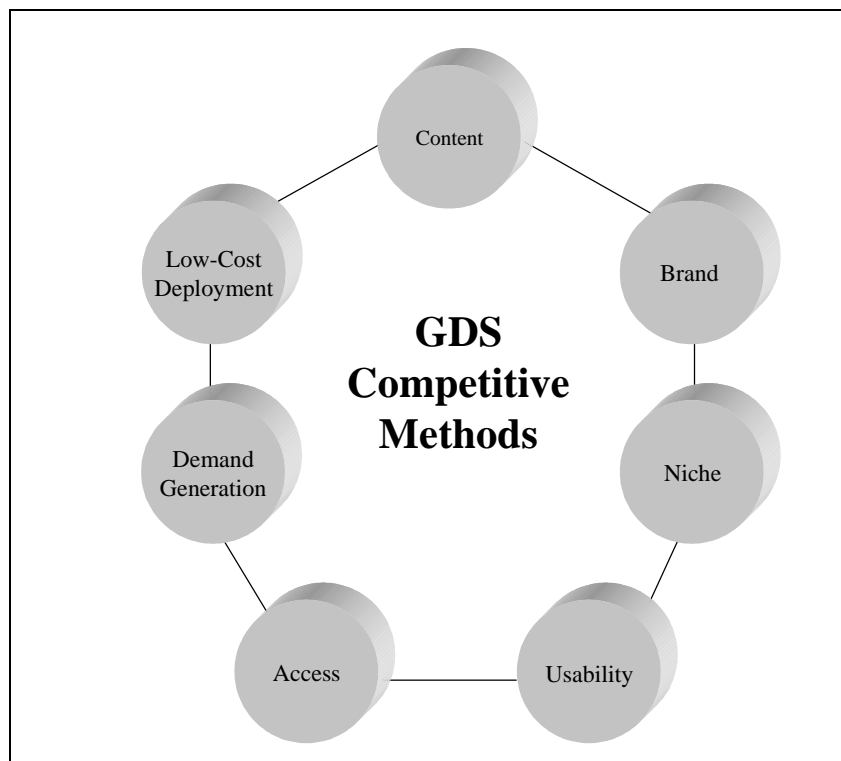 Content
Low-Cost
Deployment
Brand
GDS
Competitive
Methods
Demand
Generation
Niche
Access
Usability